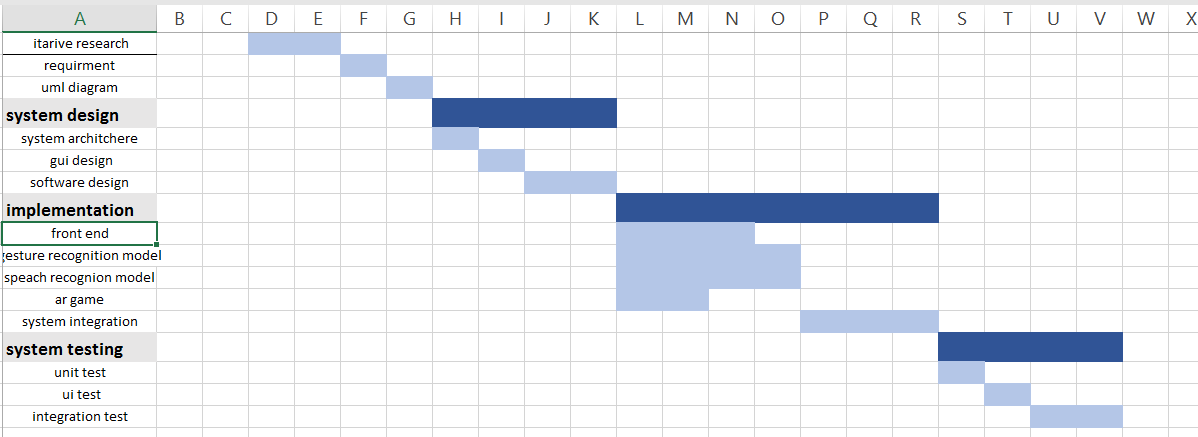 A B C D E F G H I J K L M N O P Q R S T U V W X
itarive research
requirment
uml diagram
system design
system architchere
gui design
software design
implementation
front end
gesture recognition model
speach recognion model
ar game
system integration
system testing
unit test
ui test
integration test